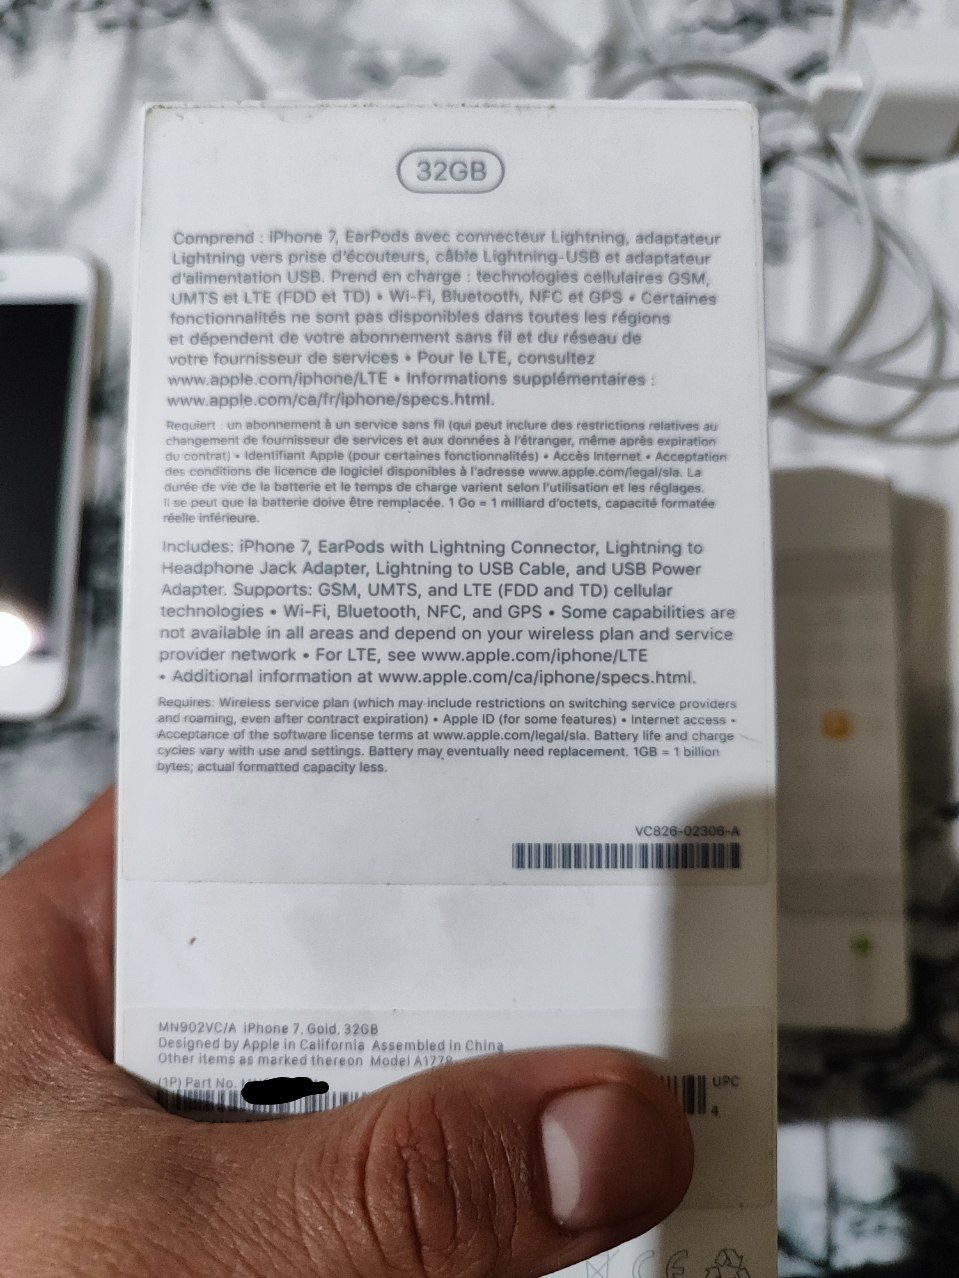 32GB
Comprend : iPhone 7, EarPods avec connecteur Lightning, adaptateur
Lightning vers prise d'écouteurs, câble Lightning-USB et adaptateur
d'alimentation USB. Prend en charge : technologies cellulaires GSM,
UMTS et LTE (FDD et TD) • Wi-Fi, Bluetooth, NFC et GPS • Certaines
fonctionnalités ne sont pas disponibles dans toutes les régions
et dépendent de votre abonnement sans fil et du réseau de
votre fournisseur de services • Pour le LTE, consultez
www.apple.com/iphone/LTE • Informations supplémentaires :
www.apple.com/ca/fr/iphone/specs.html.
Requiert : un abonnement à un service sans fil (qui peut inclure des restrictions relatives au
changement de fournisseur de services et aux données à l'étranger, même après expiration
du contrat) • Identifiant Apple (pour certaines fonctionnalités) • Accès Internet • Acceptation
des conditions de licence de logiciel disponibles à l'adresse www.apple.com/legal/sla. La
durée de vie de la batterie et le temps de charge varient selon l'utilisation et les réglages.
Il se peut que la batterie doive être remplacée. 1 Go = 1 milliard d'octets, capacité formatée
réelle inférieure.
Includes: iPhone 7, EarPods with Lightning Connector, Lightning to
Headphone Jack Adapter, Lightning to USB Cable, and USB Power
Adapter. Supports: GSM, UMTS, and LTE (FDD and TD) cellular
technologies • Wi-Fi, Bluetooth, NFC, and GPS • Some capabilities are
not available in all areas and depend on your wireless plan and service
provider network • For LTE, see www.apple.com/iphone/LTE
• Additional information at www.apple.com/ca/iphone/specs.html.
Requires: Wireless service plan (which may include restrictions on switching service providers
and roaming, even after contract expiration) • Apple ID (for some features) • Internet access •
Acceptance of the software license terms at www.apple.com/legal/sla. Battery life and charge
cycles vary with use and settings. Battery may eventually need replacement. 1GB = 1 billion
bytes; actual formatted capacity less.
VC826-02306-A
MN902VC/A iPhone 7, Gold, 32GB
Designed by Apple in California Assembled in China
Other items as marked thereon Model A1778
(1P) Part No.
UPC
4
CE